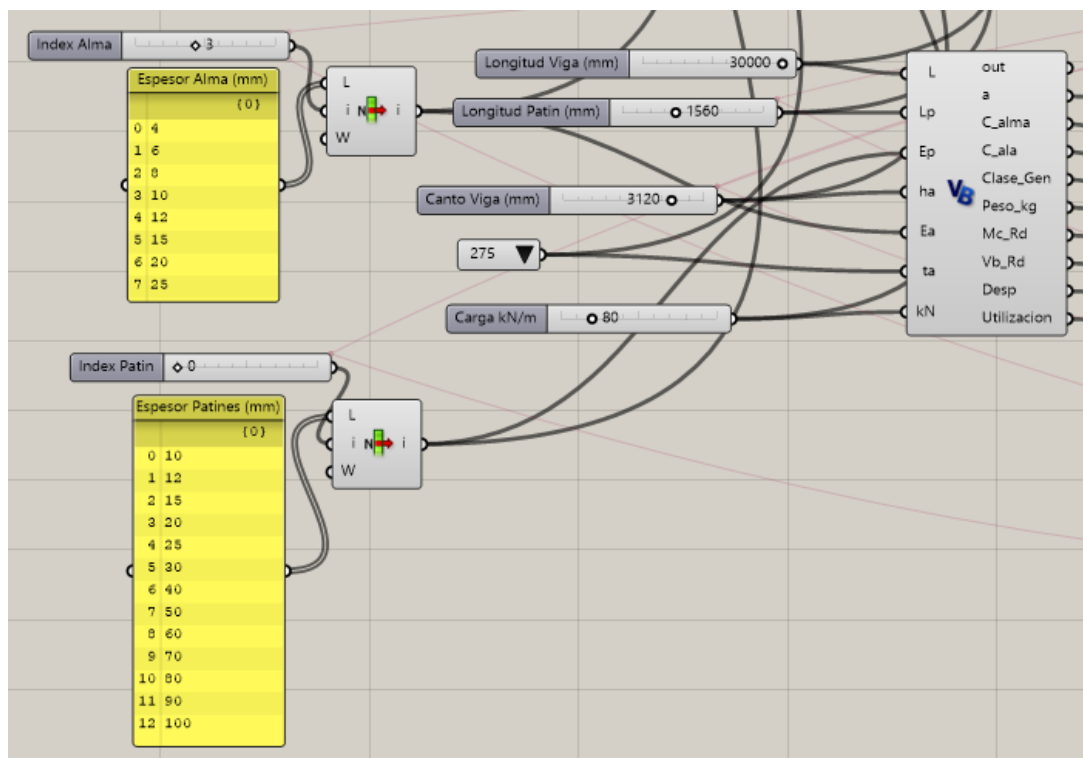 Index Alma
3
Espesor Alma (mm)
{0}
0 4
1 6
2 8
3 10
4 12
5 15
6 20
7 25
L
i N i
W
Longitud Viga (mm)
30000
Longitud Patin (mm)
1560
Canto Viga (mm)
3120
275
Carga kN/m
80
L
Lp
Ep
ha
Ea
ta
kN
VB
out
a
C_alma
C_ala
Clase_Gen
Peso_kg
Mc_Rd
Vb_Rd
Desp
Utilizacion
Index Patin
0
Espesor Patines (mm)
{0}
0 10
1 12
2 15
3 20
4 25
5 30
6 40
7 50
8 60
9 70
10 80
11 90
12 100
L
i N i
W